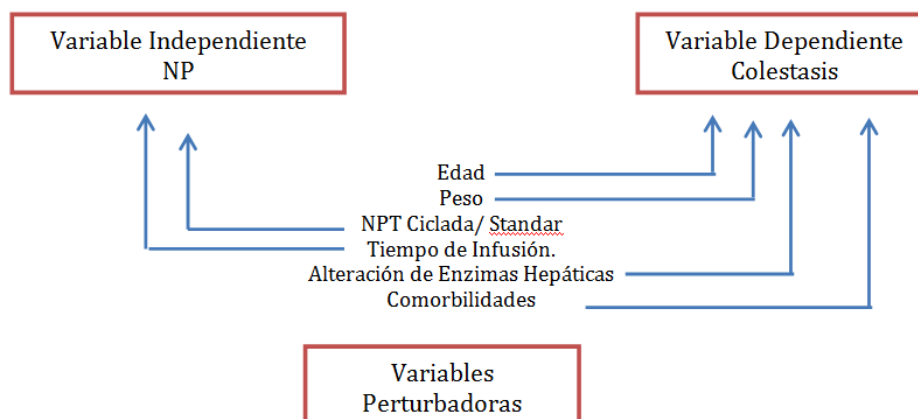 Variable Independiente
NP
Variable Dependiente
Colestasis
Edad
Peso
NPT Ciclada/ Standar
Tiempo de Infusión.
Alteración de Enzimas Hepáticas
Comorbilidades
Variables
Perturbadoras